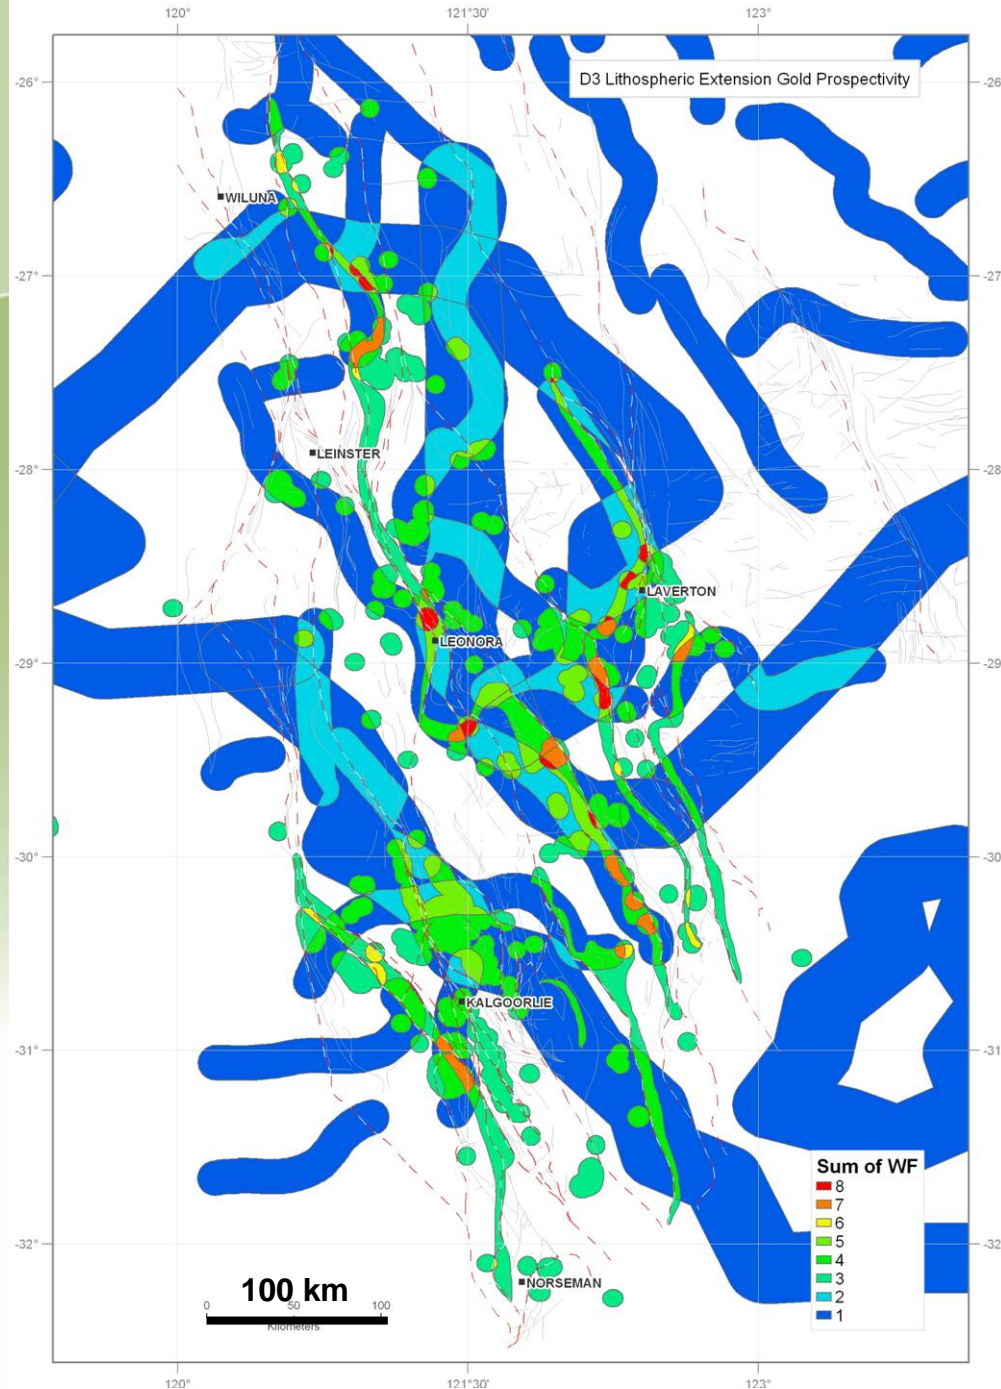 120° 121°30' 123°
D3 Lithospheric Extension Gold Prospectivity
-26° -26
WILUNA
-27° -27
LEINSTER
-28° -28
LAVERTON
LEONORA
-29° -29
-30° -30
KALGOORLIE
-31° -31
Sum of WF
8
7
6
5
4
3
2
1
-32° -32
NORSEMAN
100 km
0 50 100
Kilometers
120° 121°30' 123°